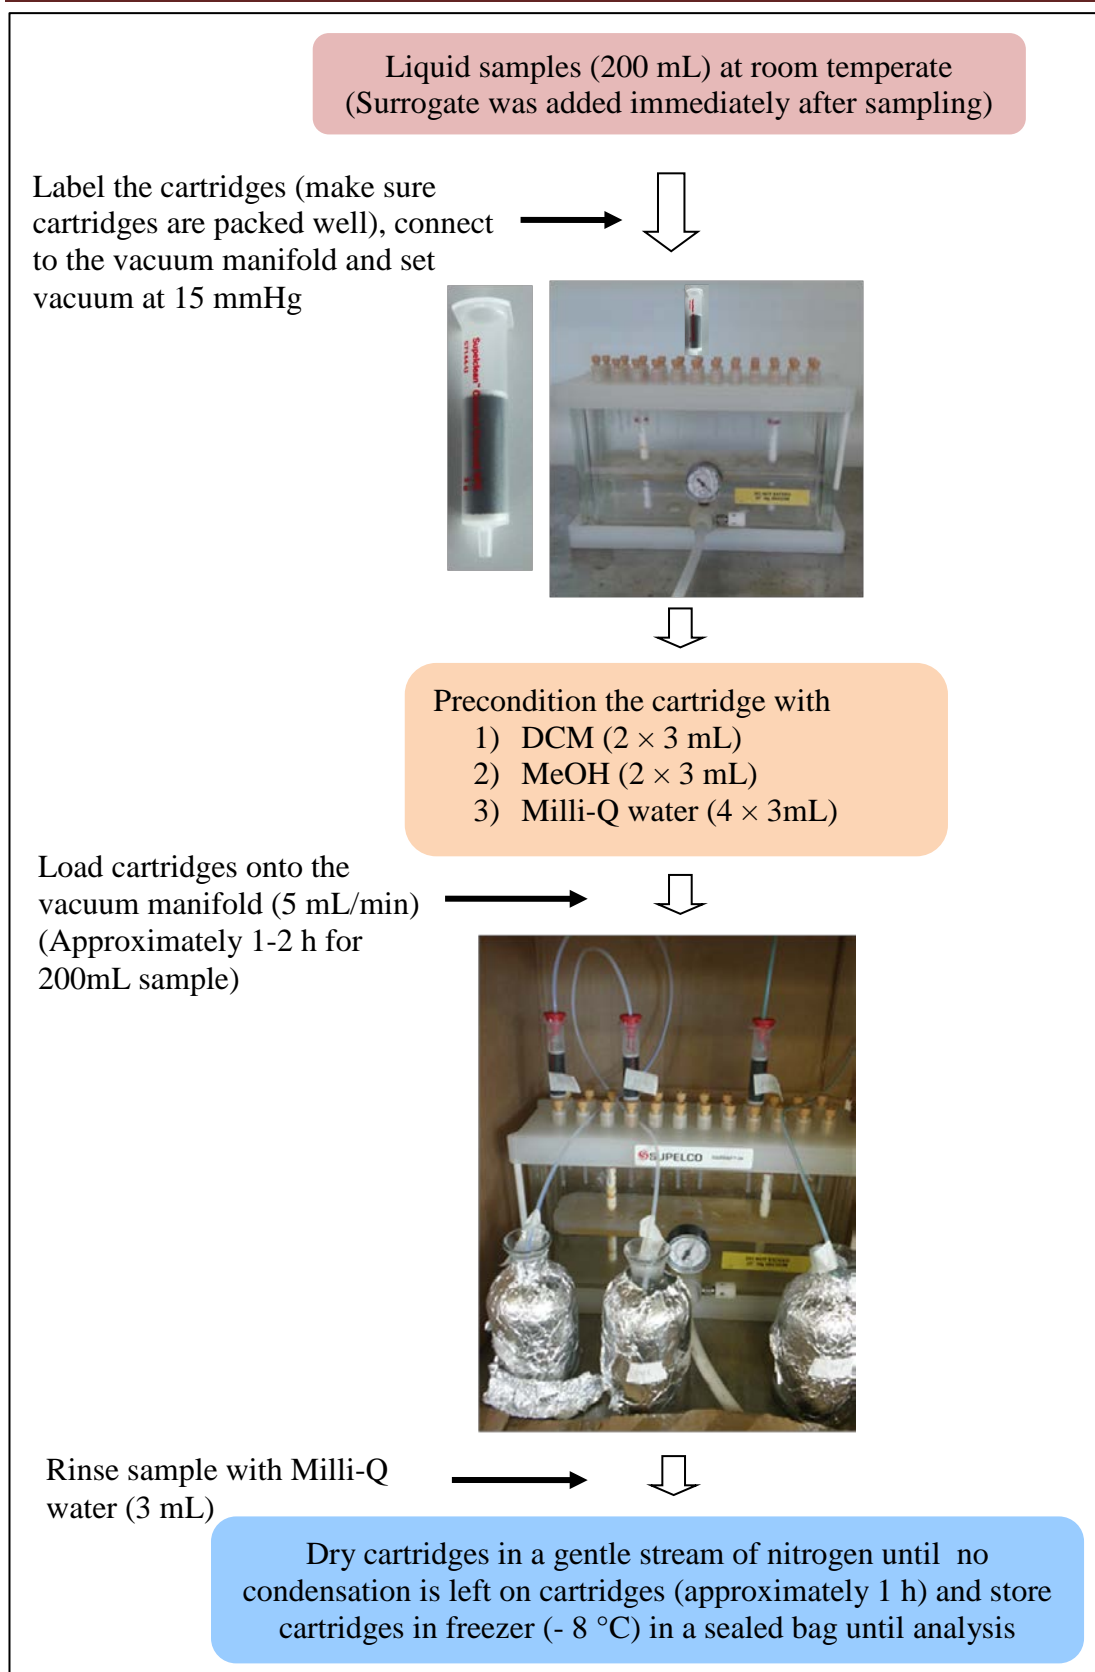 Liquid samples (200 mL) at room temperate
(Surrogate was added immediately after sampling)
Label the cartridges (make sure
cartridges are packed well), connect
to the vacuum manifold and set
vacuum at 15 mmHg
Supelclean™
Precondition the cartridge with
1) DCM (2 × 3 mL)
2) MeOH (2 × 3 mL)
3) Milli-Q water (4 × 3mL)
Load cartridges onto the
vacuum manifold (5 mL/min)
(Approximately 1-2 h for
200mL sample)
SUPELCO
Rinse sample with Milli-Q
water (3 mL)
Dry cartridges in a gentle stream of nitrogen until no
condensation is left on cartridges (approximately 1 h) and store
cartridges in freezer (- 8 °C) in a sealed bag until analysis